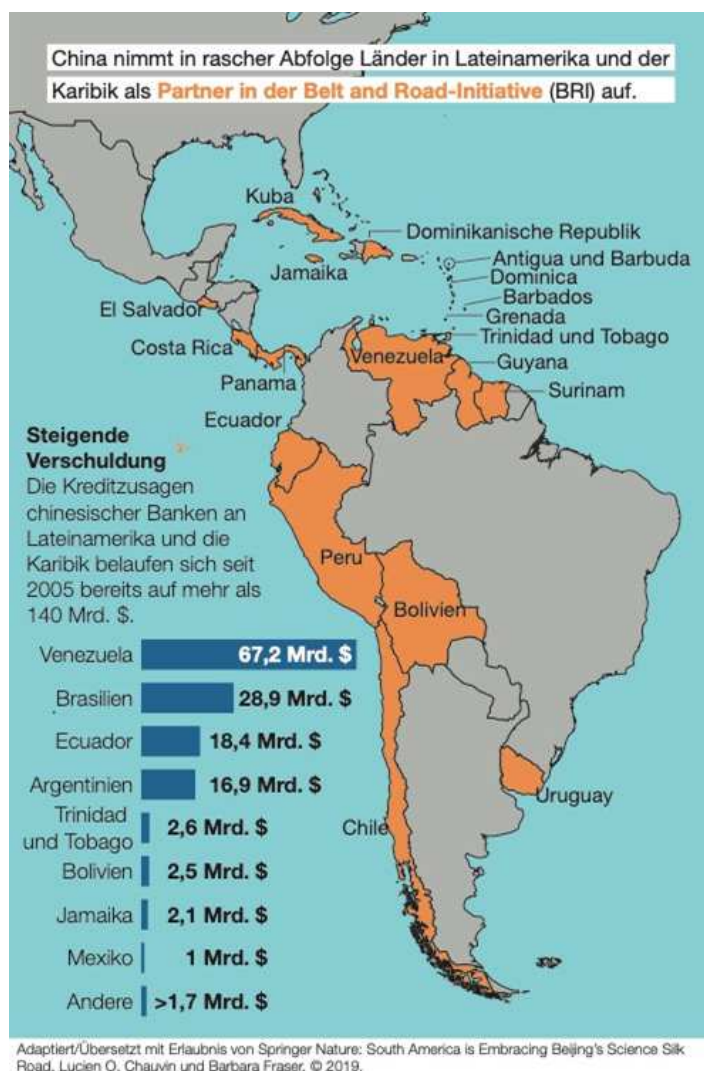 China nimmt in rascher Abfolge Länder in Lateinamerika und der
Karibik als Partner in der Belt and Road-Initiative (BRI) auf.
Kuba
Dominikanische Republik
Jamaika
Antigua und Barbuda
Dominica
Barbados
El Salvador
Grenada
Costa Rica
Trinidad und Tobago
Venezuela
Guyana
Panama
Surinam
Ecuador
Steigende
Verschuldung
Die Kreditzusagen
chinesischer Banken an
Lateinamerika und die
Karibik belaufen sich seit
2005 bereits auf mehr als
140 Mrd. $.
Peru
Bolivien
Venezuela 67,2 Mrd. $
Brasilien 28,9 Mrd. $
Ecuador 18,4 Mrd. $
Argentinien 16,9 Mrd. $
Uruguay
Trinidad
und Tobago 2,6 Mrd. $
Chile
Bolivien 2,5 Mrd. $
Jamaika 2,1 Mrd. $
Mexiko 1 Mrd. $
Andere >1,7 Mrd. $
Adaptiert/Übersetzt mit Erlaubnis von Springer Nature: South America is Embracing Beijing's Science Silk
Road, Lucien O. Chauvin und Barbara Fraser, © 2019.